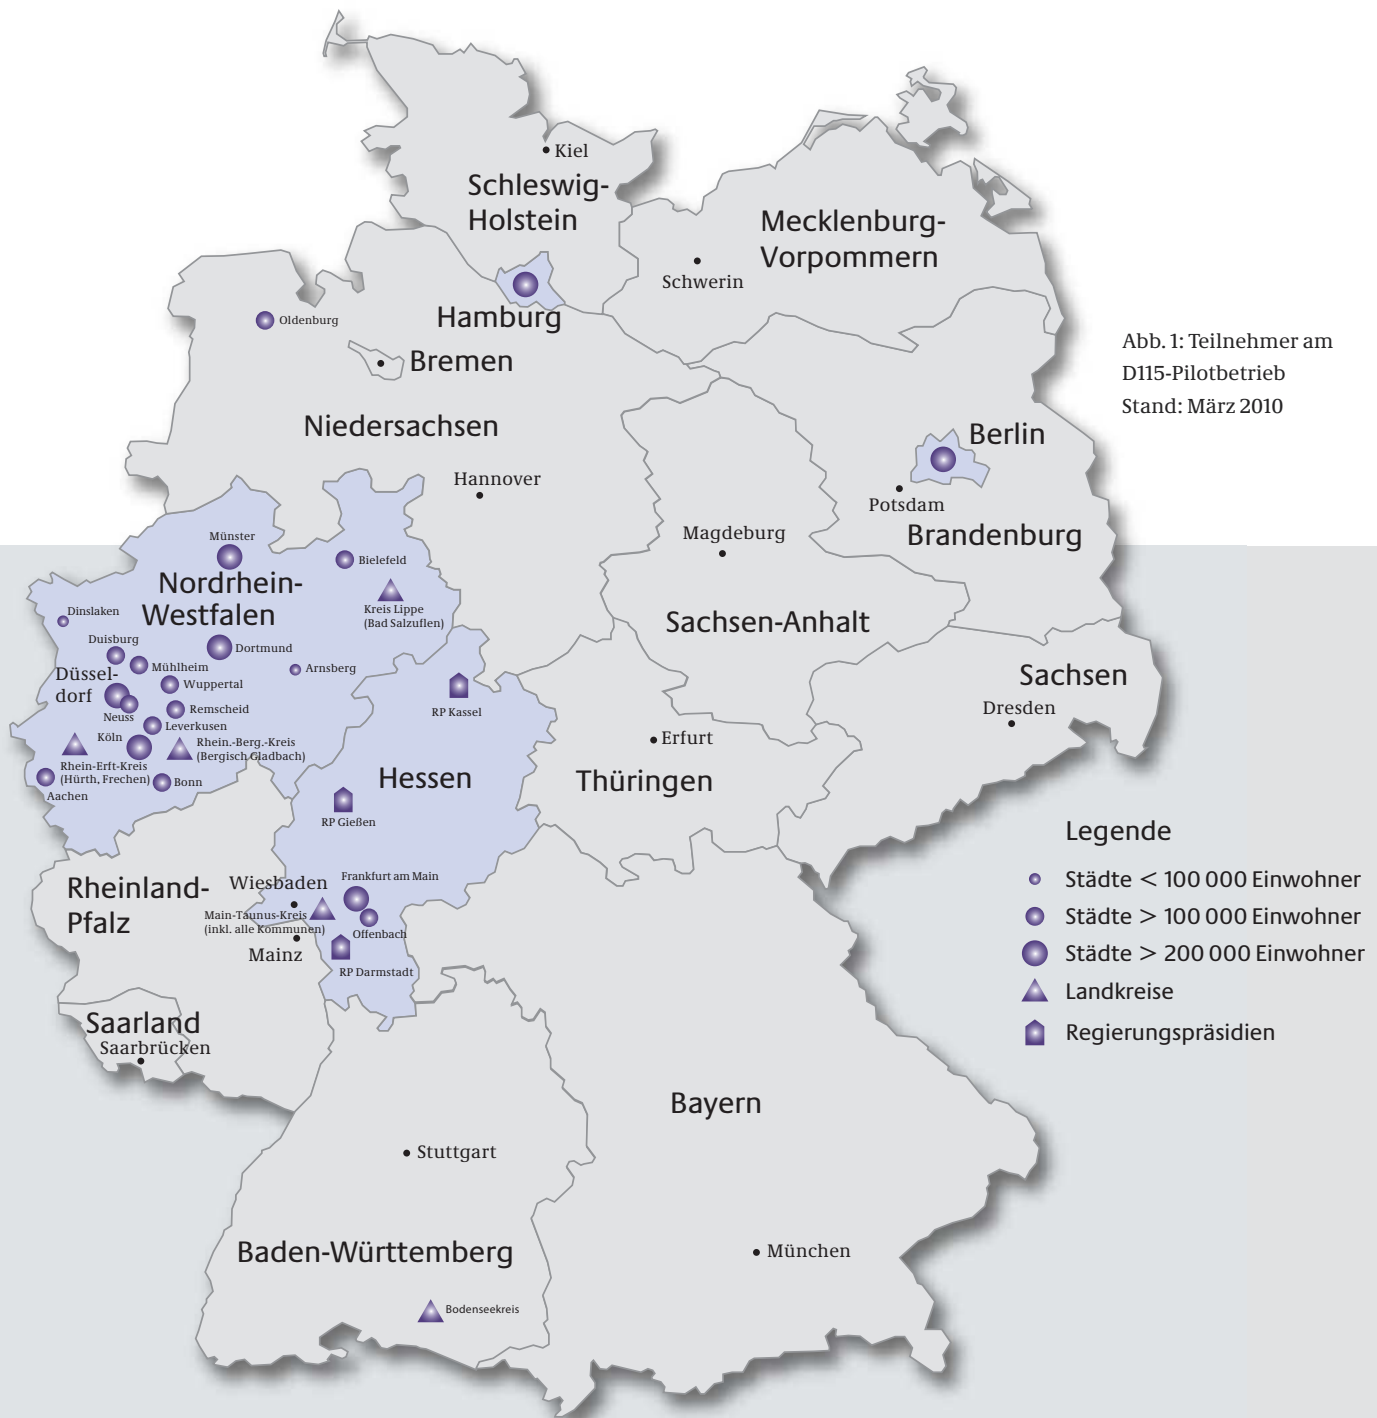 Kiel
Schleswig-
Holstein
Mecklenburg-
Vorpommern
Schwerin
Hamburg
Oldenburg
Bremen
Abb. 1: Teilnehmer am
D115-Pilotbetrieb
Stand: März 2010
Niedersachsen
Berlin
Hannover
Potsdam
Brandenburg
Magdeburg
Münster
Bielefeld
Nordrhein-
Westfalen
Kreis Lippe
(Bad Salzuflen)
Dinslaken
Sachsen-Anhalt
Duisburg
Dortmund
Mühlheim
Arnsberg
Düssel-
dorf
Wuppertal
Sachsen
Neuss
Remscheid
RP Kassel
Dresden
Leverkusen
Köln
Rhein.-Berg.-Kreis
(Bergisch Gladbach)
Erfurt
Rhein-Erft-Kreis
(Hürth, Frechen)
Bonn
Aachen
Hessen
Thüringen
RP Gießen
Legende
Städte < 100 000 Einwohner
Städte > 100 000 Einwohner
Städte > 200 000 Einwohner
Landkreise
Regierungspräsidien
Rheinland-
Pfalz
Wiesbaden
Frankfurt am Main
Main-Taunus-Kreis
(inkl. alle Kommunen)
Offenbach
Mainz
RP Darmstadt
Saarland
Saarbrücken
Bayern
Stuttgart
Baden-Württemberg
München
Bodenseekreis